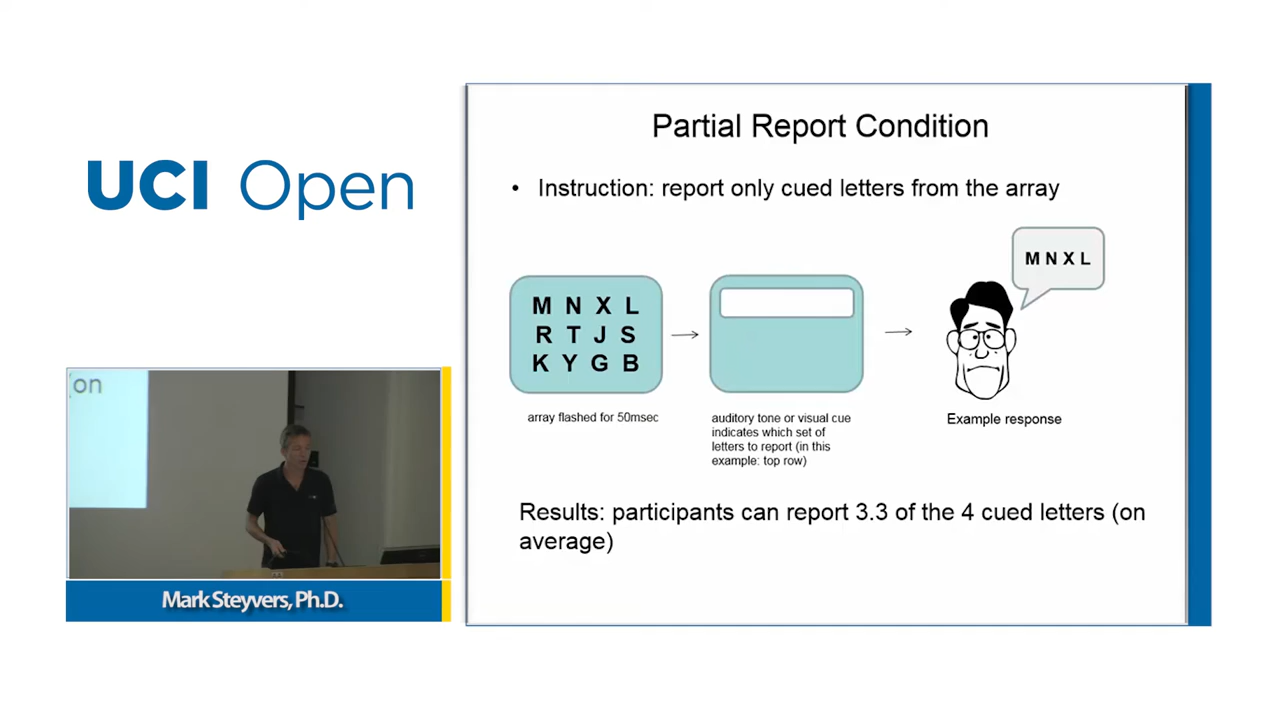 UCI Open
on
Mark Steyvers, Ph.D.
Partial Report Condition
• Instruction: report only cued letters from the array
M N X L
R T J S
K Y G B
M N X L
array flashed for 50msec
auditory tone or visual cue
indicates which set of
letters to report (in this
example: top row)
Example response
Results: participants can report 3.3 of the 4 cued letters (on
average)